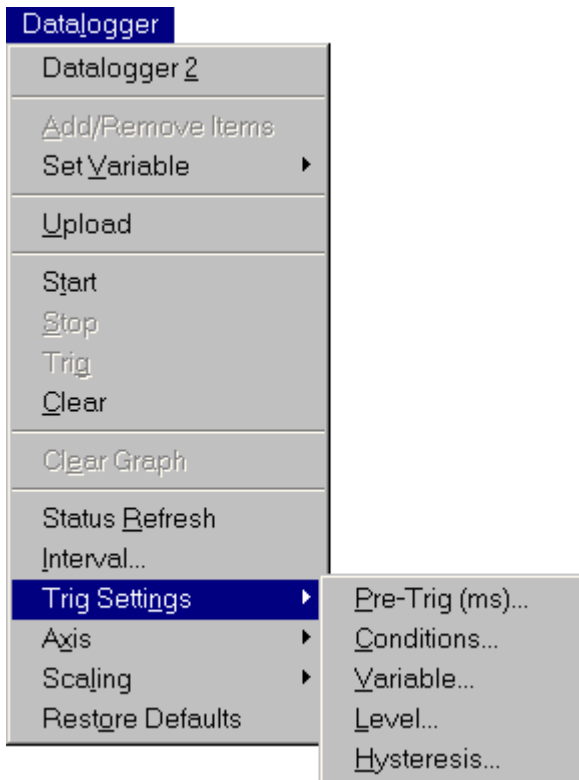 Datalogger
Datalogger 2
Add/Remove Items
Set Variable
Upload
Start
Stop
Trig
Clear
Clear Graph
Status Refresh
Interval...
Trig Settings
Axis
Scaling
Restore Defaults
Pre-Trig (ms)...
Conditions...
Variable...
Level...
Hysteresis...